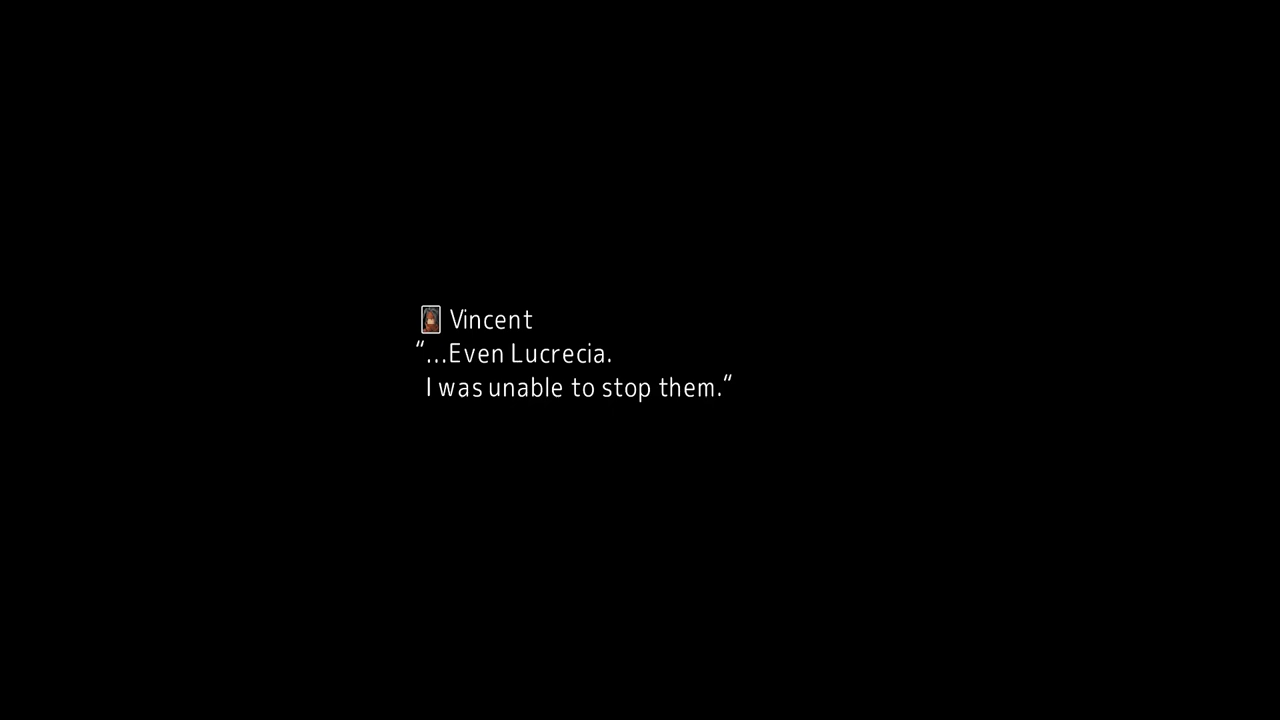 Vincent
“…Even Lucrecia.
I was unable to stop them.“